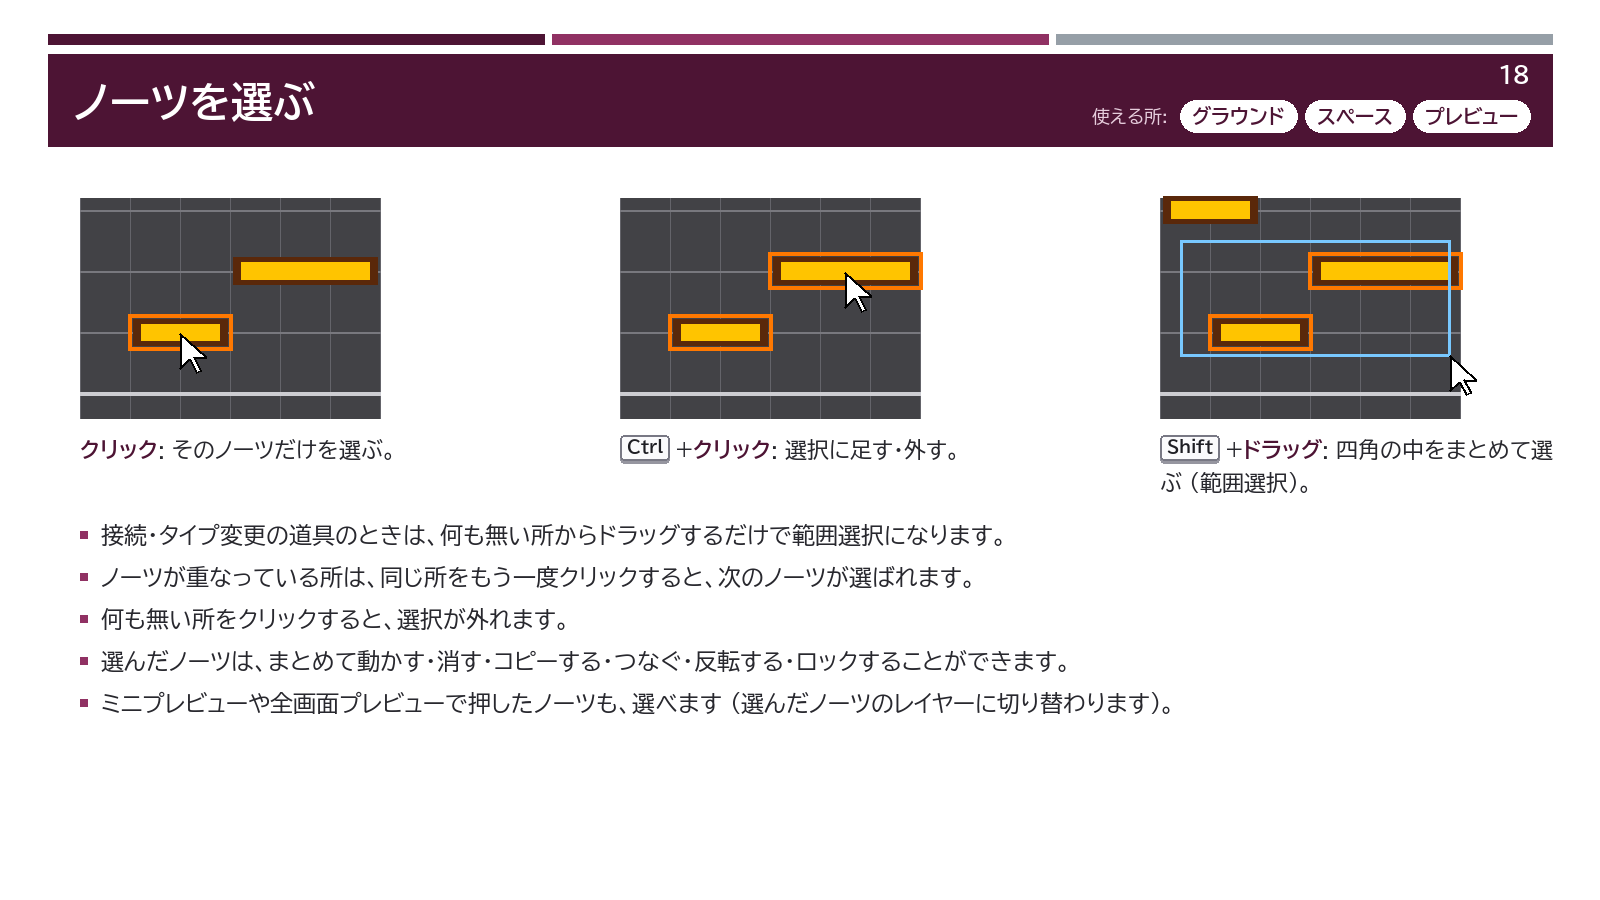 ノーツを選ぶ
18
使える所: グラウンド スペース プレビュー
クリック: そのノーツだけを選ぶ。
Ctrl +クリック: 選択に足す・外す。
Shift +ドラッグ: 四角の中をまとめて選
ぶ（範囲選択）。
接続・タイプ変更の道具のときは、何も無い所からドラッグするだけで範囲選択になります。
ノーツが重なっている所は、同じ所をもう一度クリックすると、次のノーツが選ばれます。
何も無い所をクリックすると、選択が外れます。
選んだノーツは、まとめて動かす・消す・コピーする・つなぐ・反転する・ロックすることができます。
ミニプレビューや全画面プレビューで押したノーツも、選べます（選んだノーツのレイヤーに切り替わります）。